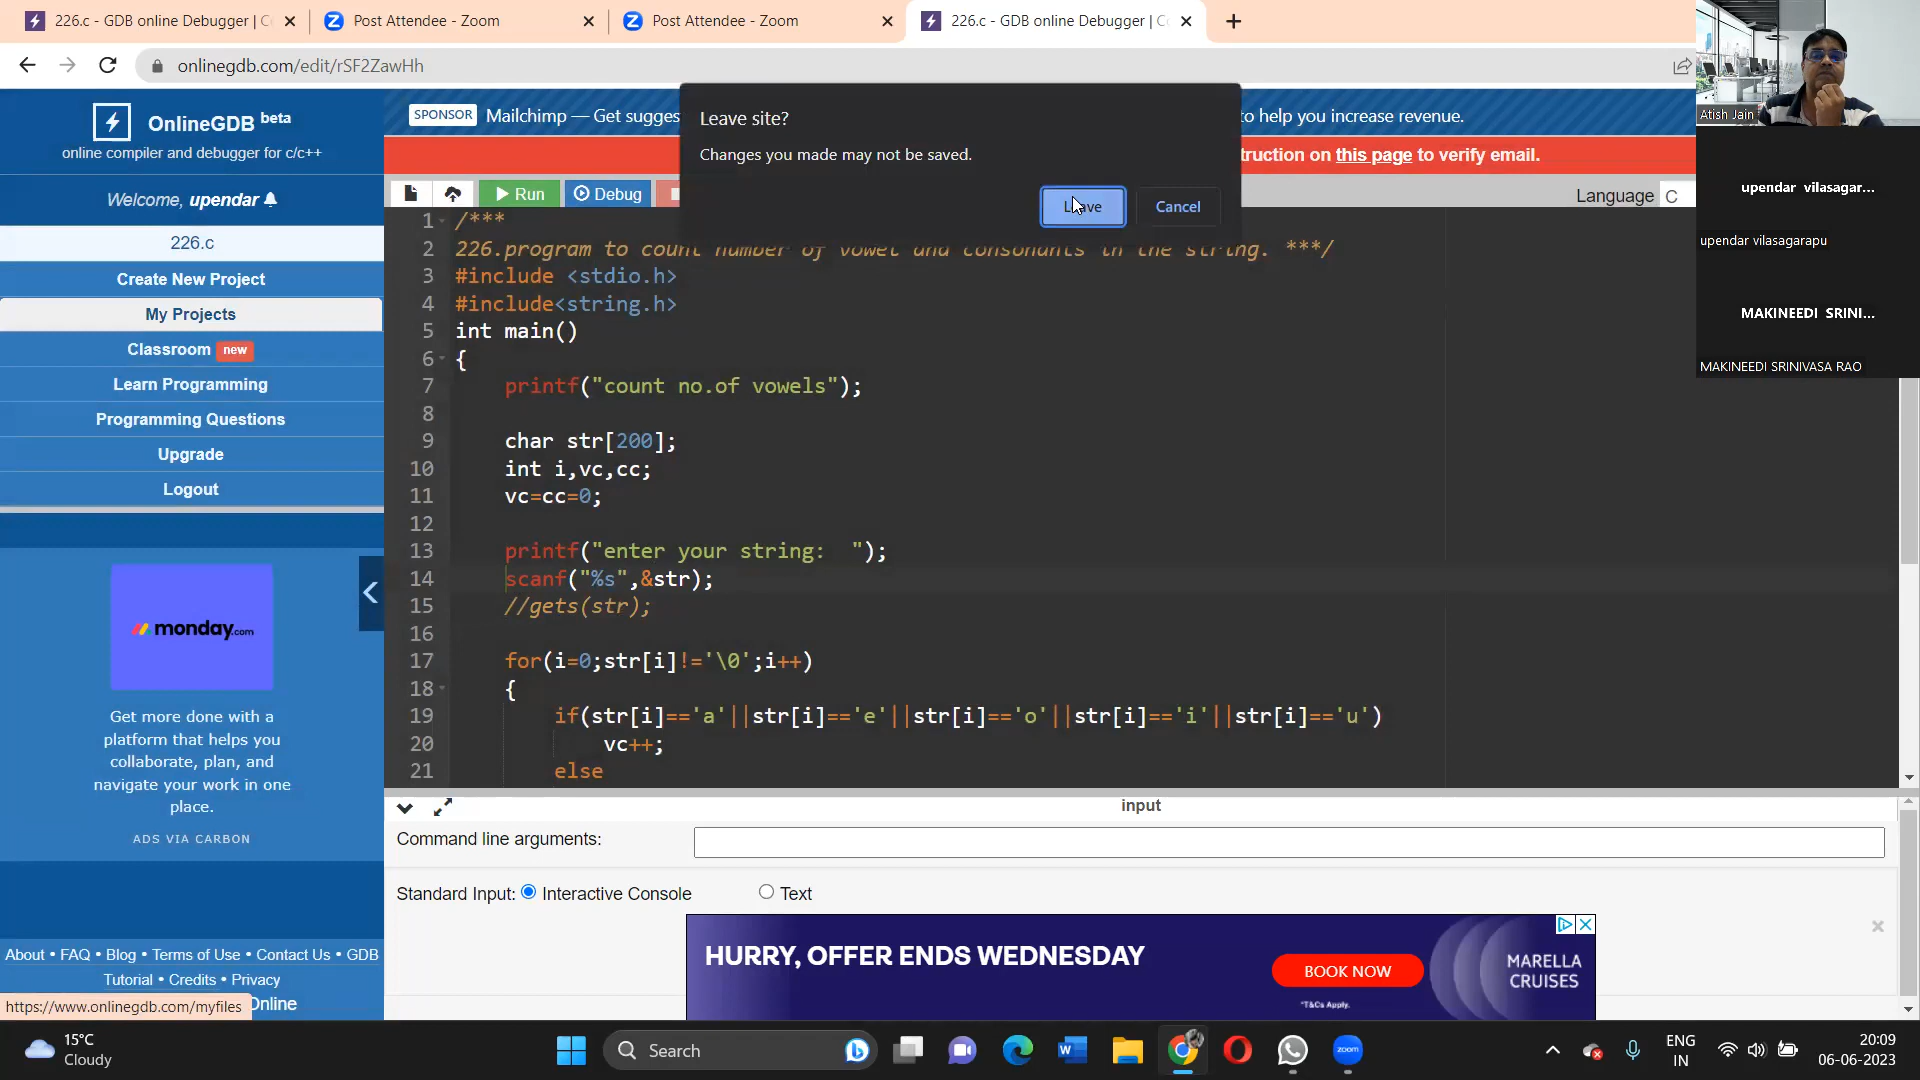 226.c - GDB online Debugger | C
Post Attendee - Zoom
Post Attendee - Zoom
226.c - GDB online Debugger | C
onlinegdb.com/edit/rSF2ZawHh
OnlineGDB beta
online compiler and debugger for c/c++
Welcome, upendar
226.c
Create New Project
My Projects
Classroom new
Learn Programming
Programming Questions
Upgrade
Logout
monday.com
Get more done with a
platform that helps you
collaborate, plan, and
navigate your work in one
place.
ADS VIA CARBON
About • FAQ • Blog • Terms of Use • Contact Us • GDB
Tutorial • Credits • Privacy
Online
https://www.onlinegdb.com/myfiles
SPONSOR Mailchimp — Get sugges
to help you increase revenue.
truction on this page to verify email.
Leave site?
Changes you made may not be saved.
Leave Cancel
Run Debug
Language C
1 /***
2 226.program to count number of vowel and consonants in the string. ***/
3 #include <stdio.h>
4 #include<string.h>
5 int main()
6 {
7 printf("count no.of vowels");
8
9 char str[200];
10 int i,vc,cc;
11 vc=cc=0;
12
13 printf("enter your string:  ");
14 scanf("%s",&str);
15 //gets(str);
16
17 for(i=0;str[i]!='\0';i++)
18 {
19 if(str[i]=='a'||str[i]=='e'||str[i]=='o'||str[i]=='i'||str[i]=='u')
20 vc++;
21 else
input
Command line arguments:
Standard Input: Interactive Console Text
HURRY, OFFER ENDS WEDNESDAY
BOOK NOW
*T&Cs Apply.
MARELLA
CRUISES
Atish Jain
upendar vilasagar...
upendar vilasagarapu
MAKINEEDI SRINI...
MAKINEEDI SRINIVASA RAO
15°C
Cloudy
Search
zoom
ENG
IN
20:09
06-06-2023